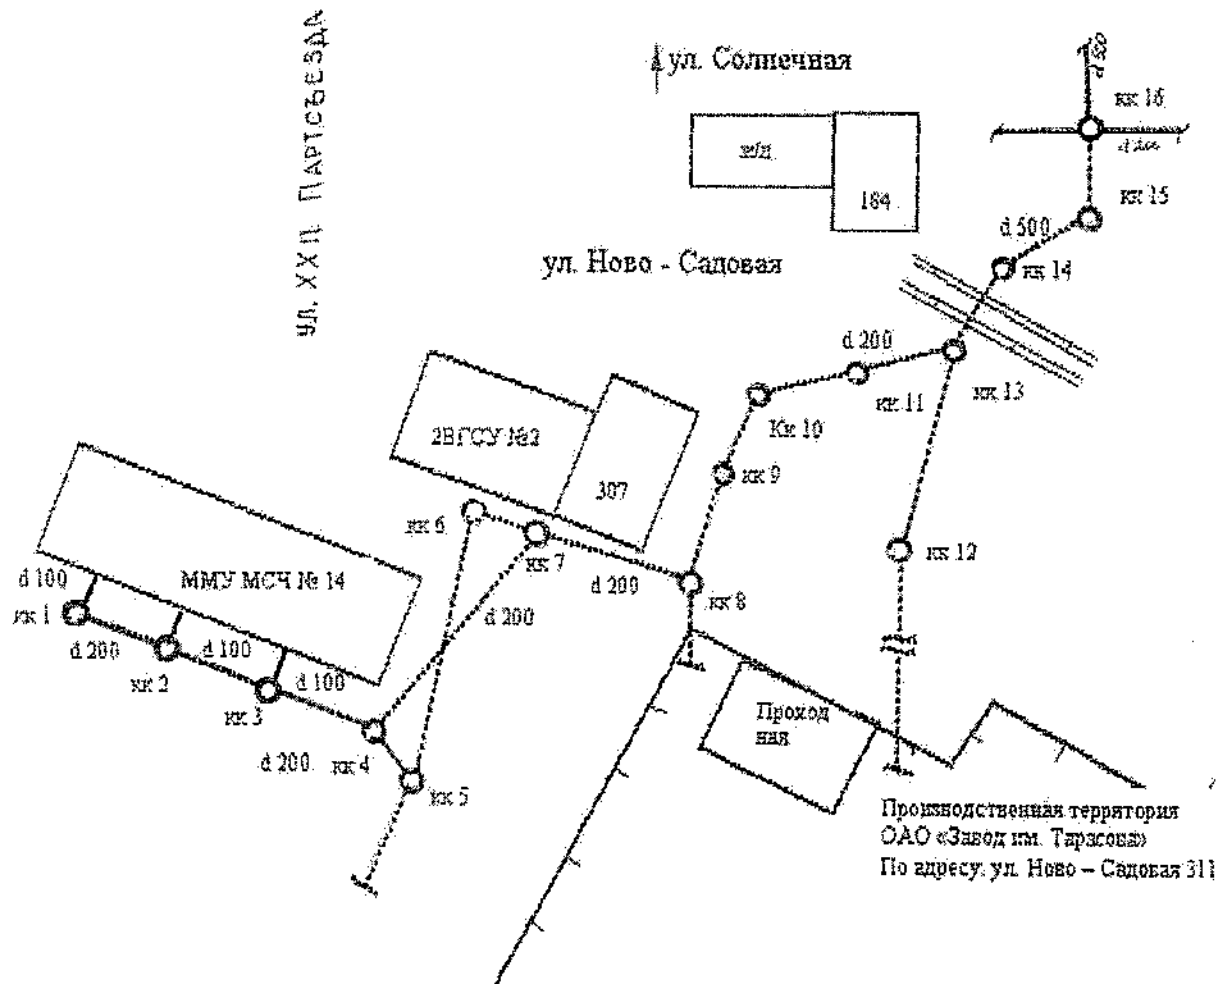 ул. XXII ПАРТСЪЕЗДА
ул. Солнечная
d 500
кк 16
d 200
ж/д
184
кк 15
d 500
кк 14
ул. Ново - Садовая
d 200
кк 13
кк 11
Кк 10
2ВГСУ №2
кк 9
307
кк 6
кк 7
кк 12
ММУ МСЧ № 14
d 100
кк 1
d 200
кк 8
d 200
d 200
d 100
кк 2
d 100
кк 3
d 200
кк 4
кк 5
Проход
ная
Производственная территория
ОАО «Завод им. Тарасова»
По адресу: ул. Ново – Садовая 311